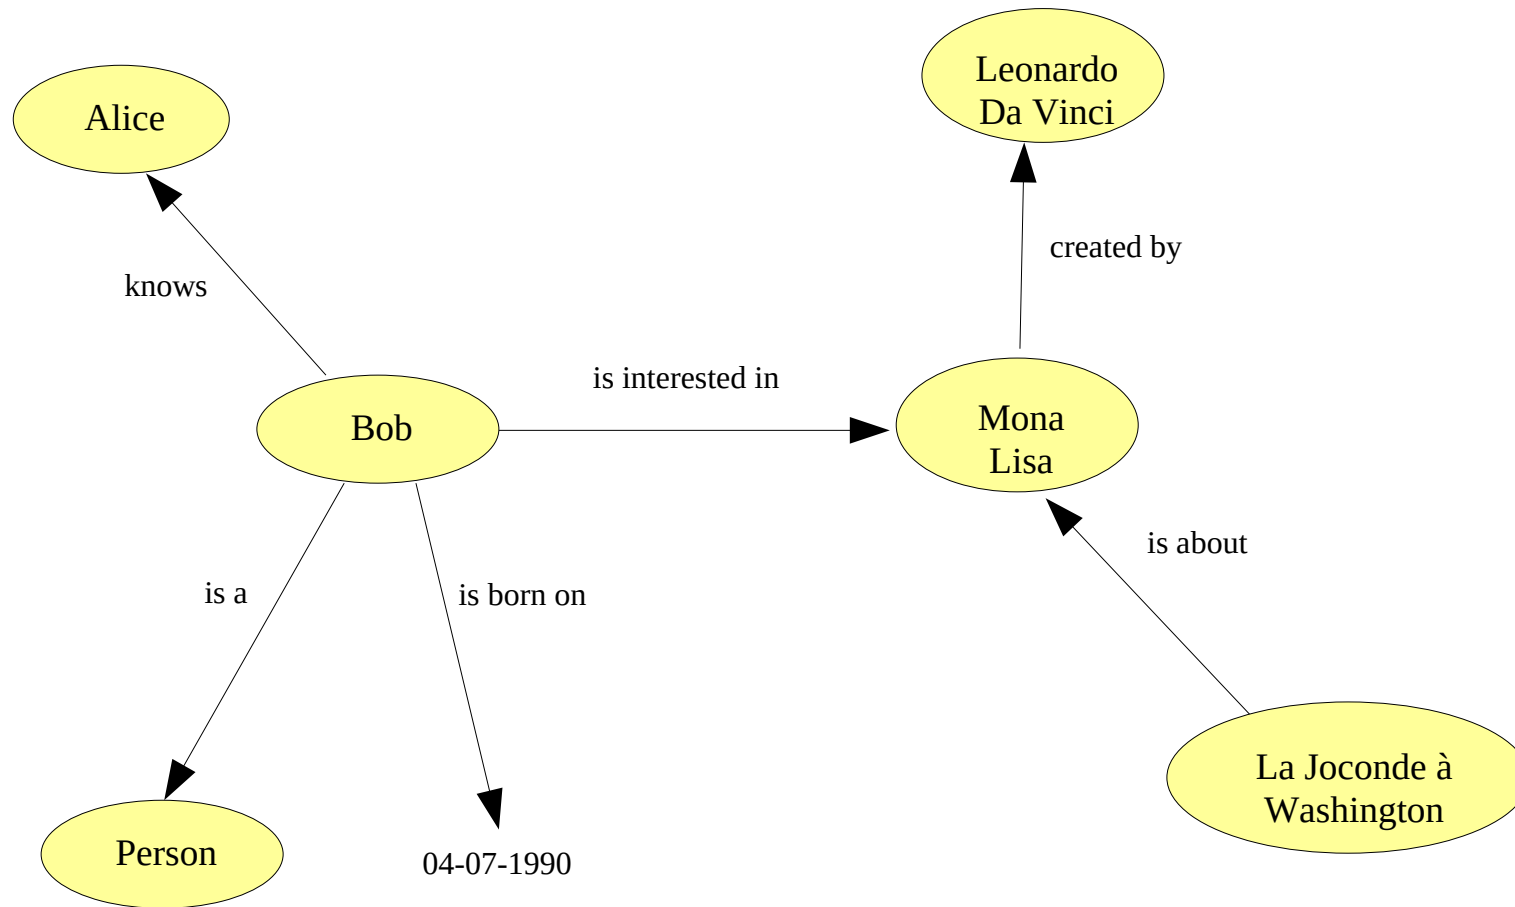 Leonardo
Da Vinci
Alice
created by
knows
is interested in
Bob
Mona
Lisa
is about
is a
is born on
La Joconde à
Washington
Person
04-07-1990